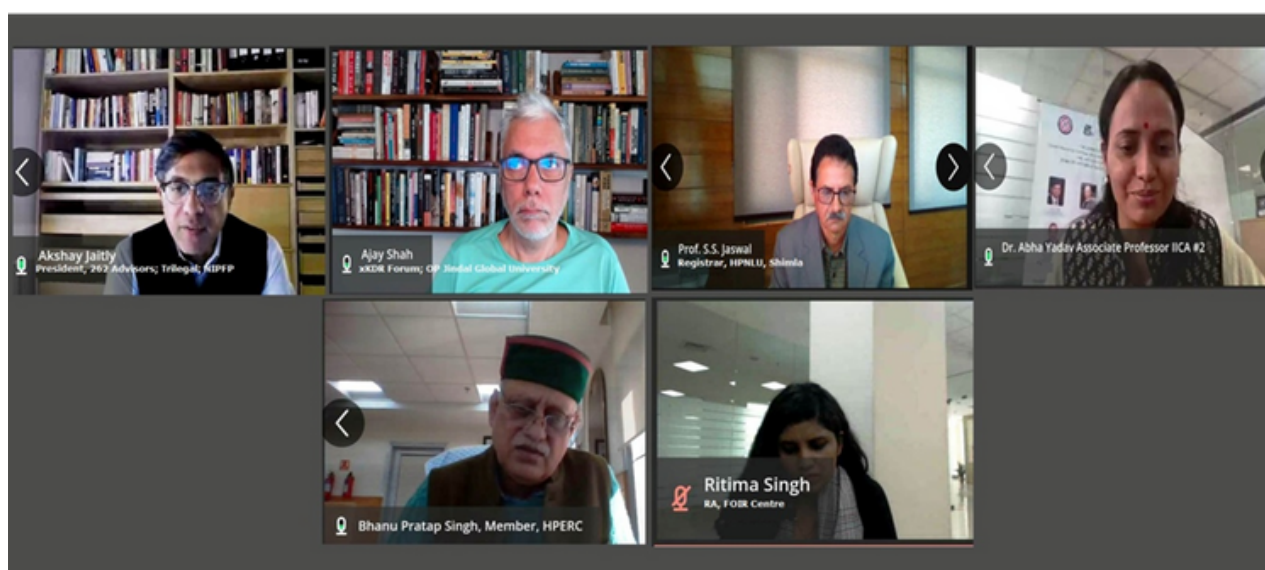 Akshay Jaitly
President, 262 Advisors; Trilegal; NIPFP
Ajay Shah
xKDR Forum; OP Jindal Global University
Prof. S.S. Jaswal
Registrar, HPNLU, Shimla
Dr. Abha Yadav Associate Professor IICA #2
Bhanu Pratap Singh, Member, HPERC
Ritima Singh
RA, FOIR Centre